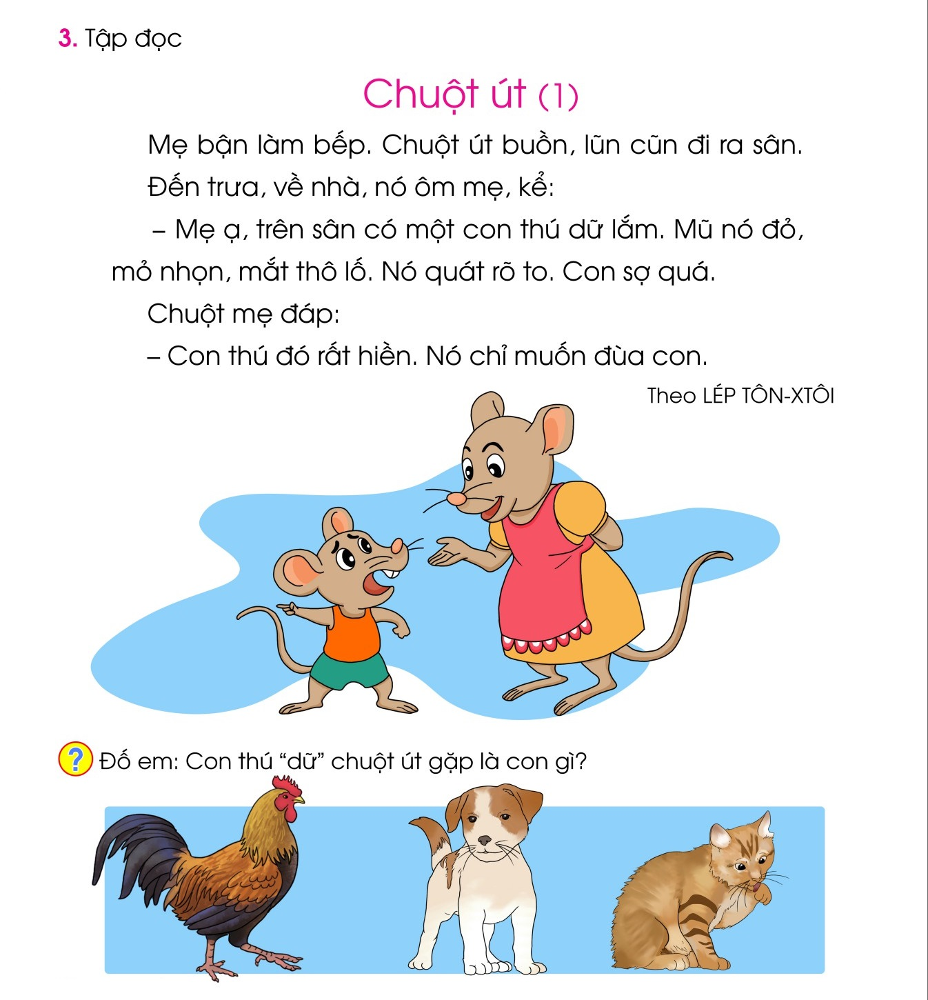 3. Tập đọc
Chuột út (1)
Mẹ bận làm bếp. Chuột út buồn, lũn cũn đi ra sân.
Đến trưa, về nhà, nó ôm mẹ, kể:
– Mẹ ạ, trên sân có một con thú dữ lắm. Mũ nó đỏ,
mỏ nhọn, mắt thô lố. Nó quát rõ to. Con sợ quá.
Chuột mẹ đáp:
– Con thú đó rất hiền. Nó chỉ muốn đùa con.
Theo LÉP TÔN-XTÔI
? Đố em: Con thú “dữ” chuột út gặp là con gì?